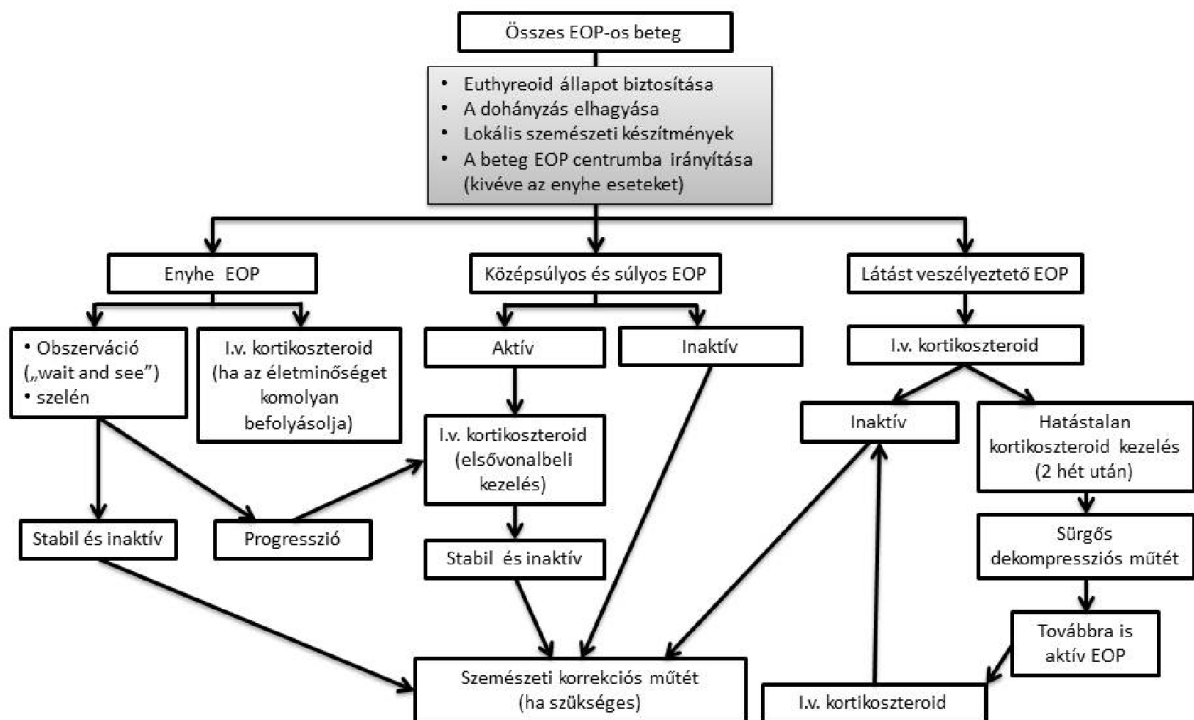 Összes EOP-os beteg
• Euthyreoid állapot biztosítása
• A dohányzás elhagyása
• Lokális szemészeti készítmények
• A beteg EOP centrumba irányítása
(kivéve az enyhe eseteket)
Enyhe EOP
Középsúlyos és súlyos EOP
Látást veszélyeztető EOP
• Obszerváció
(„wait and see”)
• szelén
I.v. kortikoszteroid
(ha az életminőséget
komolyan
befolyásolja)
Aktív
Inaktív
I.v. kortikoszteroid
I.v. kortikoszteroid
(elsővonalbeli
kezelés)
Inaktív
Hatástalan
kortikoszteroid kezelés
(2 hét után)
Stabil és inaktív
Progresszió
Stabil és inaktív
Sürgős
dekompressziós műtét
Továbbra is
aktív EOP
Szemészeti korrekciós műtét
(ha szükséges)
I.v. kortikoszteroid